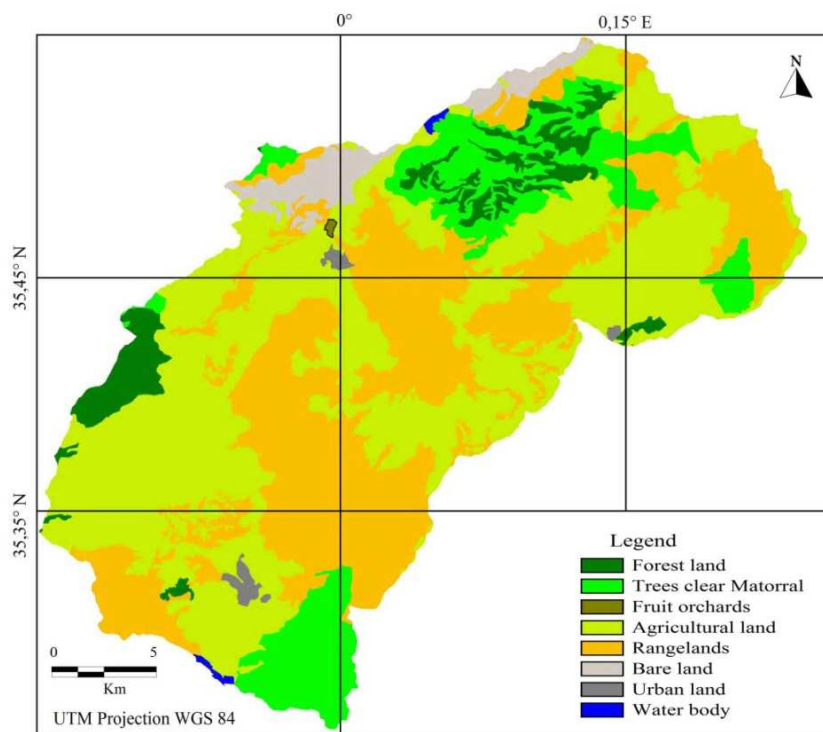 0°
0,15° E
N
35,45° N
35,35° N
Legend
Forest land
Trees clear Matorral
Fruit orchards
Agricultural land
Rangelands
Bare land
Urban land
Water body
0 5
Km
UTM Projection WGS 84